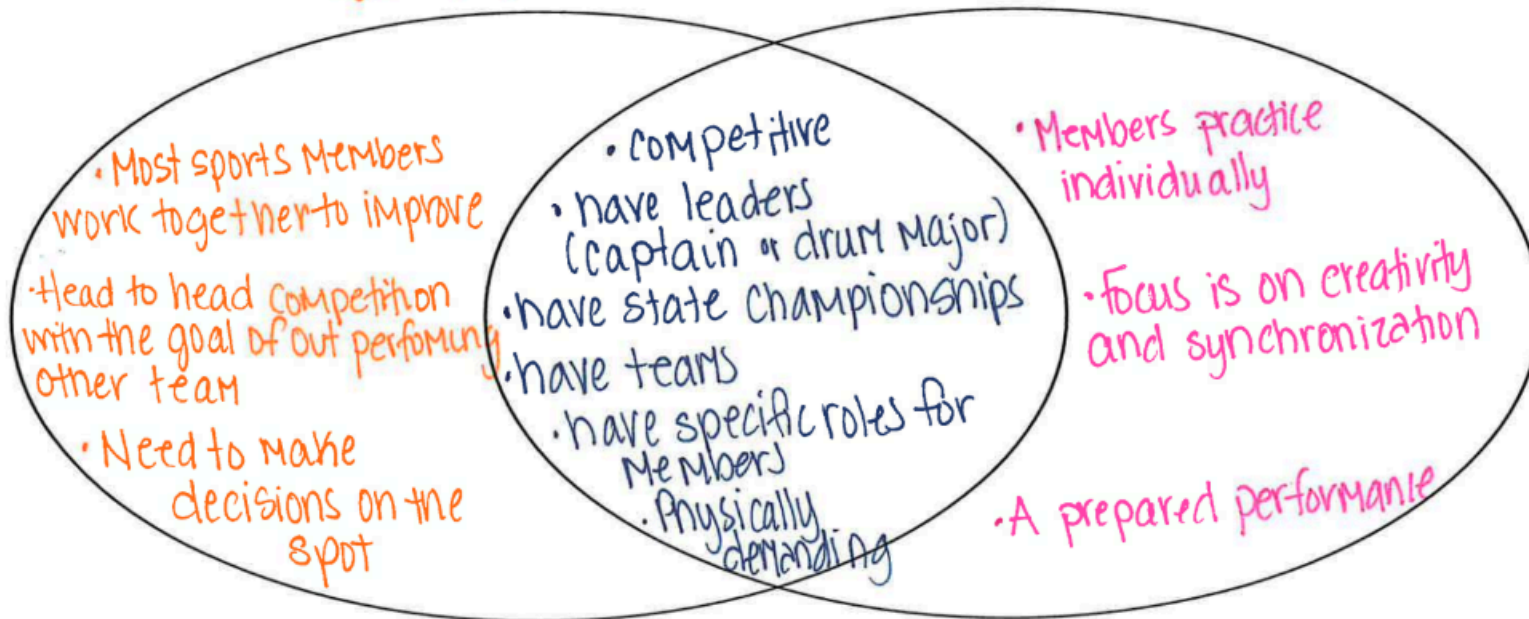 · Most sports members
work together to improve
· Head to head competition
with the goal of out perfoming
other team
· Need to make
decisions on the
spot
· competitive
· have leaders
(captain or drum major)
· have state championships
· have teams
· have specific roles for
members
· Physically
demanding
· Members practice
individually
· Focus is on creativity
and synchronization
· A prepared performance